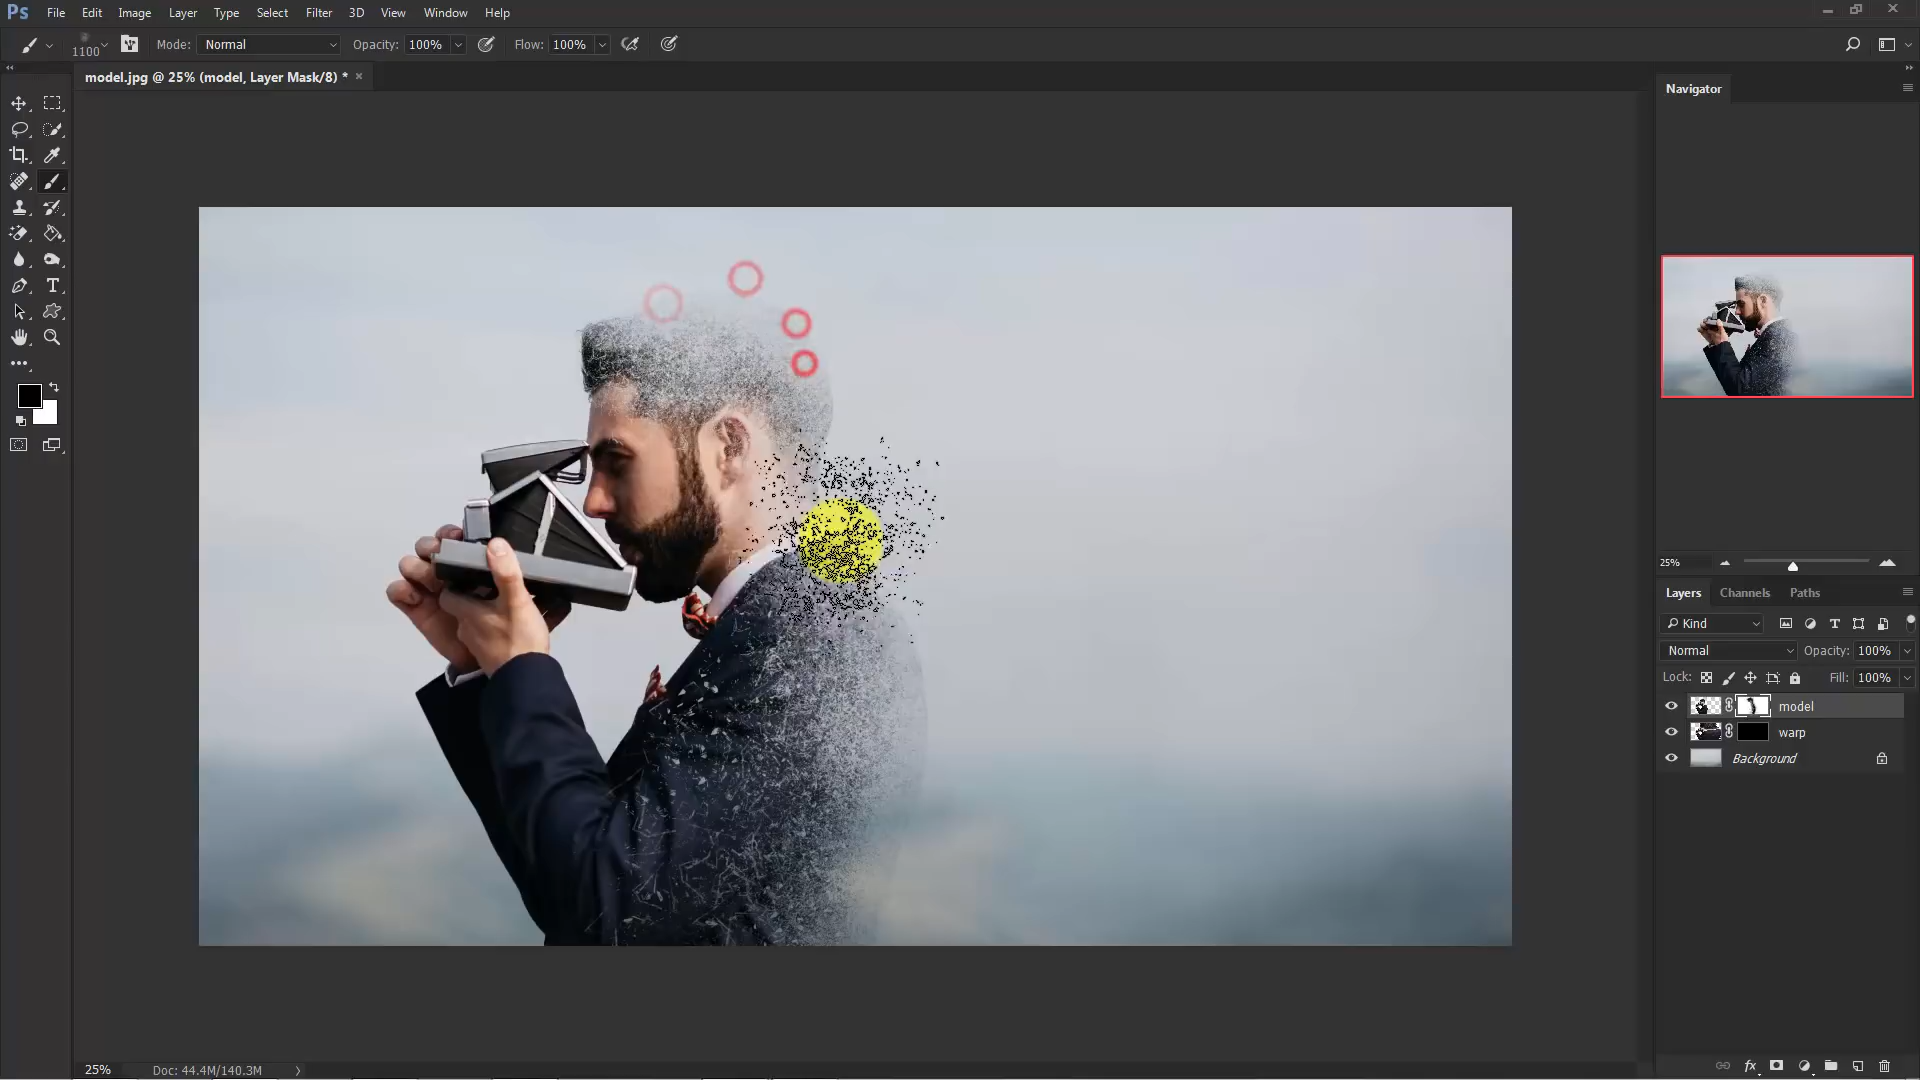 Ps File Edit Image Layer Type Select Filter 3D View Window Help
1100 Mode: Normal Opacity: 100% Flow: 100%
model.jpg @ 25% (model, Layer Mask/8) *
Navigator
25%
Layers Channels Paths
Kind
Normal Opacity: 100%
Lock: Fill: 100%
model
warp
Background
fx
25% Doc: 44.4M/140.3M